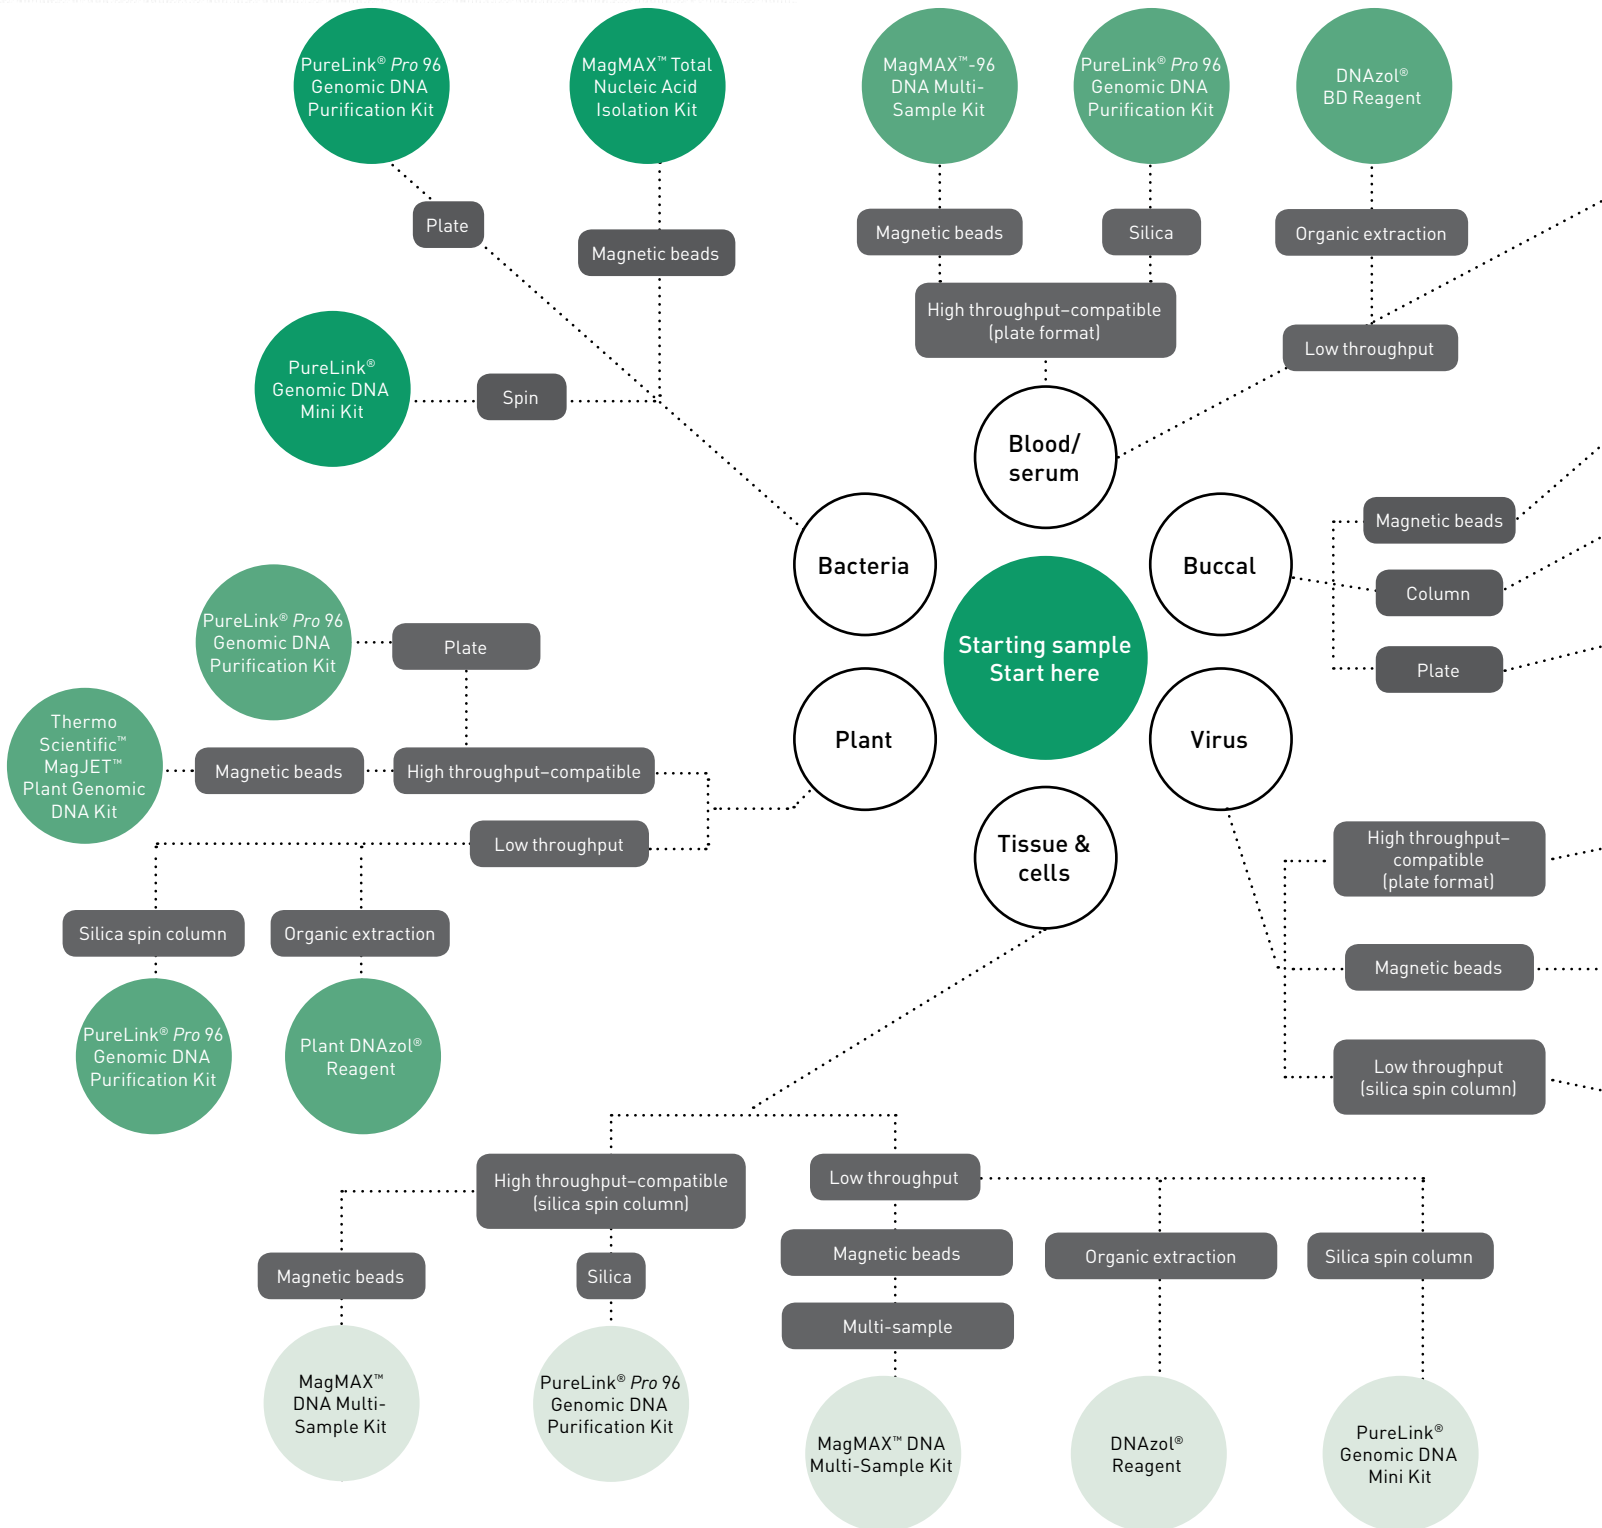 PureLink® Pro 96
Genomic DNA
Purification Kit
MagMAX™ Total
Nucleic Acid
Isolation Kit
MagMAX™-96
DNA Multi-
Sample Kit
PureLink® Pro 96
Genomic DNA
Purification Kit
DNAzol®
BD Reagent
Plate
Magnetic beads
Magnetic beads
Silica
Organic extraction
High throughput–compatible
(plate format)
Low throughput
PureLink®
Genomic DNA
Mini Kit
Spin
Blood/
serum
Bacteria
Buccal
Magnetic beads
Column
Plate
Starting sample
Start here
PureLink® Pro 96
Genomic DNA
Purification Kit
Plate
Thermo
Scientific™
MagJET™
Plant Genomic
DNA Kit
Magnetic beads
High throughput–compatible
Plant
Virus
Low throughput
Tissue &
cells
High throughput–
compatible
(plate format)
Silica spin column
Organic extraction
Magnetic beads
PureLink® Pro 96
Genomic DNA
Purification Kit
Plant DNAzol®
Reagent
Low throughput
(silica spin column)
High throughput–compatible
(silica spin column)
Low throughput
Magnetic beads
Silica
Magnetic beads
Organic extraction
Silica spin column
Multi-sample
MagMAX™
DNA Multi-
Sample Kit
PureLink® Pro 96
Genomic DNA
Purification Kit
MagMAX™ DNA
Multi-Sample Kit
DNAzol®
Reagent
PureLink®
Genomic DNA
Mini Kit